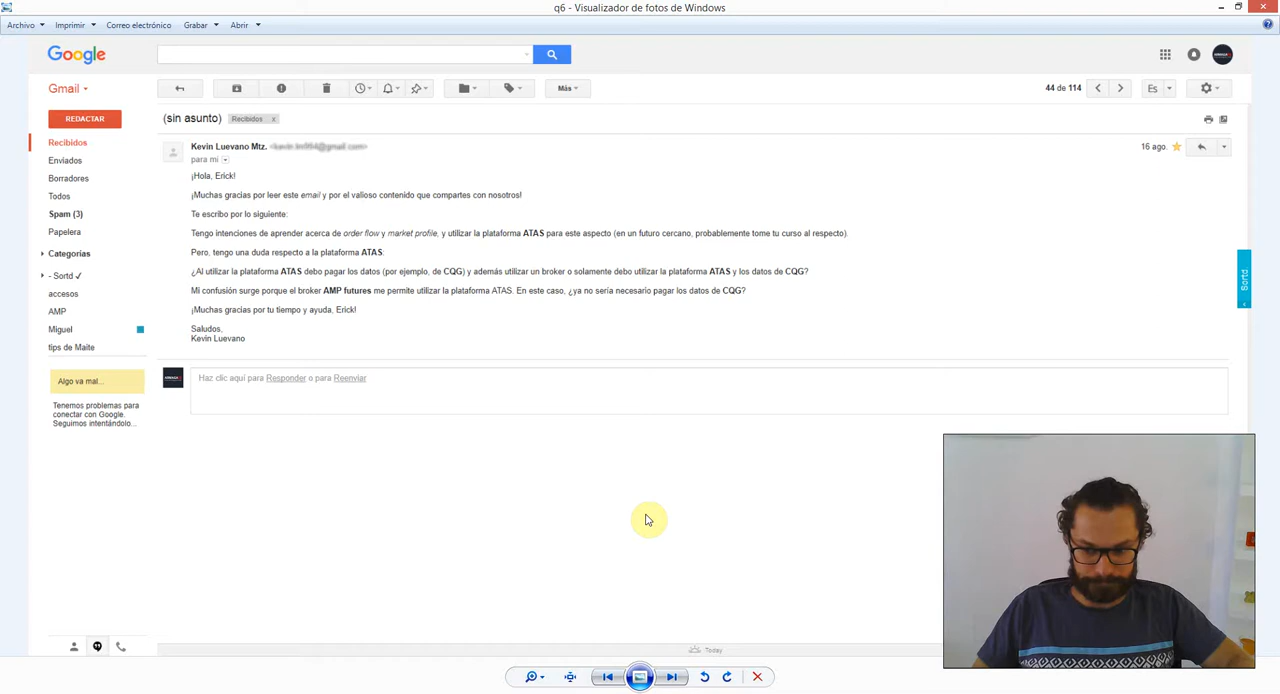 q6 - Visualizador de fotos de Windows
Archivo Imprimir Correo electrónico Grabar Abrir
Google
Gmail
Más
44 de 114
Es
REDACTAR
(sin asunto) Recibidos x
Recibidos
Enviados
Borradores
Todos
Spam (3)
Papelera
Categorías
- Sortd ✓
accesos
AMP
Miguel
tips de Maite
Algo va mal...
Tenemos problemas para
conectar con Google.
Seguimos intentándolo...
Kevin Luevano Mtz.
16 ago.
para mi
¡Hola, Erick!
¡Muchas gracias por leer este email y por el valioso contenido que compartes con nosotros!
Te escribo por lo siguiente:
Tengo intenciones de aprender acerca de order flow y market profile, y utilizar la plataforma ATAS para este aspecto (en un futuro cercano, probablemente tome tu curso al respecto).
Pero, tengo una duda respecto a la plataforma ATAS.
¿Al utilizar la plataforma ATAS debo pagar los datos (por ejemplo, de CQG) y además utilizar un broker o solamente debo utilizar la plataforma ATAS y los datos de CQG?
Mi confusión surge porque el broker AMP futures me permite utilizar la plataforma ATAS. En este caso, ¿ya no sería necesario pagar los datos de CQG?
¡Muchas gracias por tu tiempo y ayuda, Erick!
Saludos,
Kevin Luevano
Haz clic aquí para Responder o para Reenviar
Sortd
Today